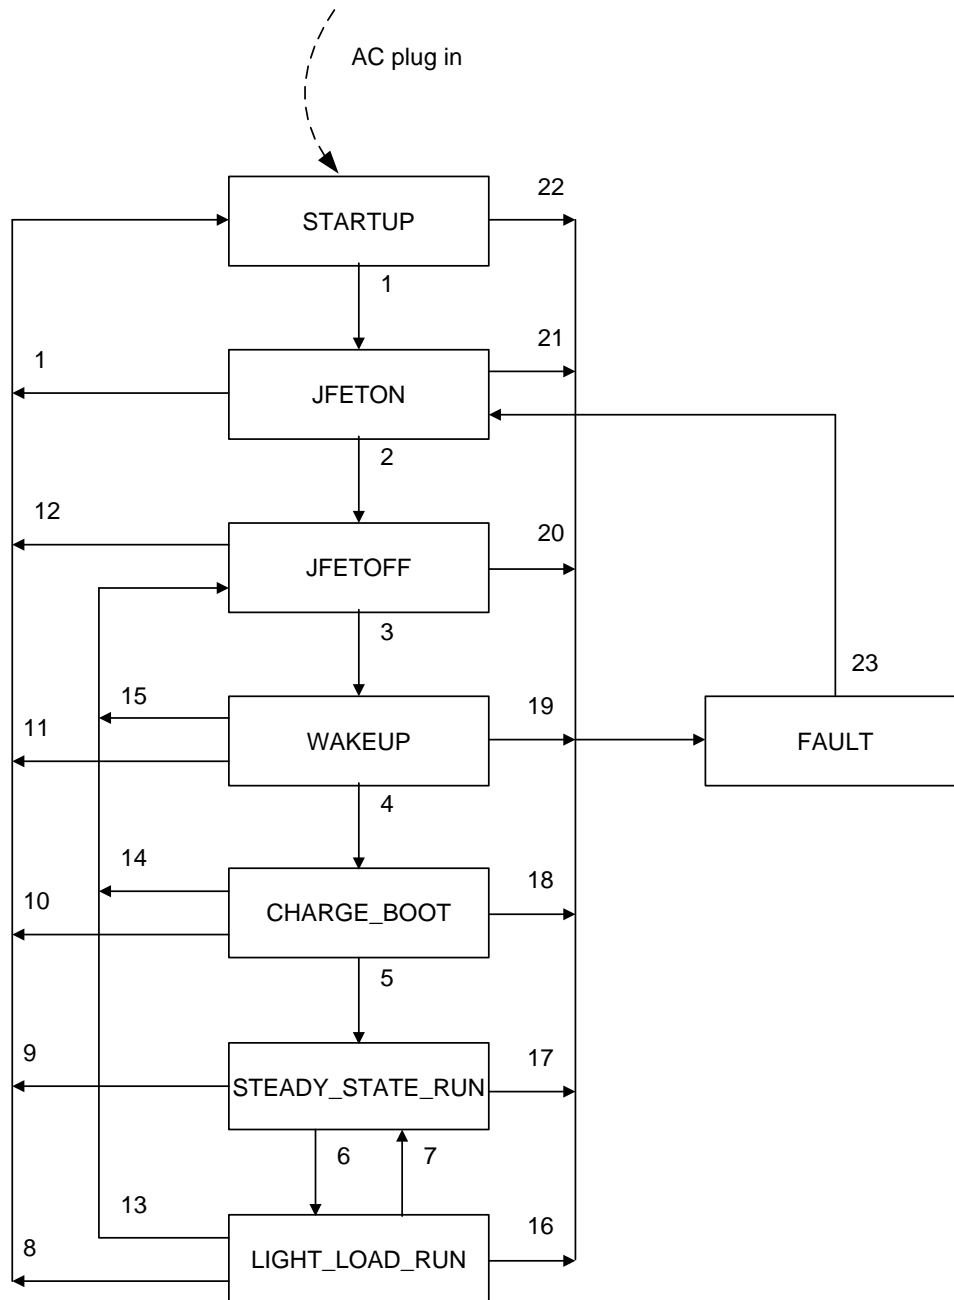 AC plug in
22
STARTUP
1
21
1
JFETON
2
12
20
JFETOFF
3
23
15
19
11
WAKEUP
FAULT
4
14
18
10
CHARGE_BOOT
5
9
17
STEADY_STATE_RUN
6
7
13
16
8
LIGHT_LOAD_RUN